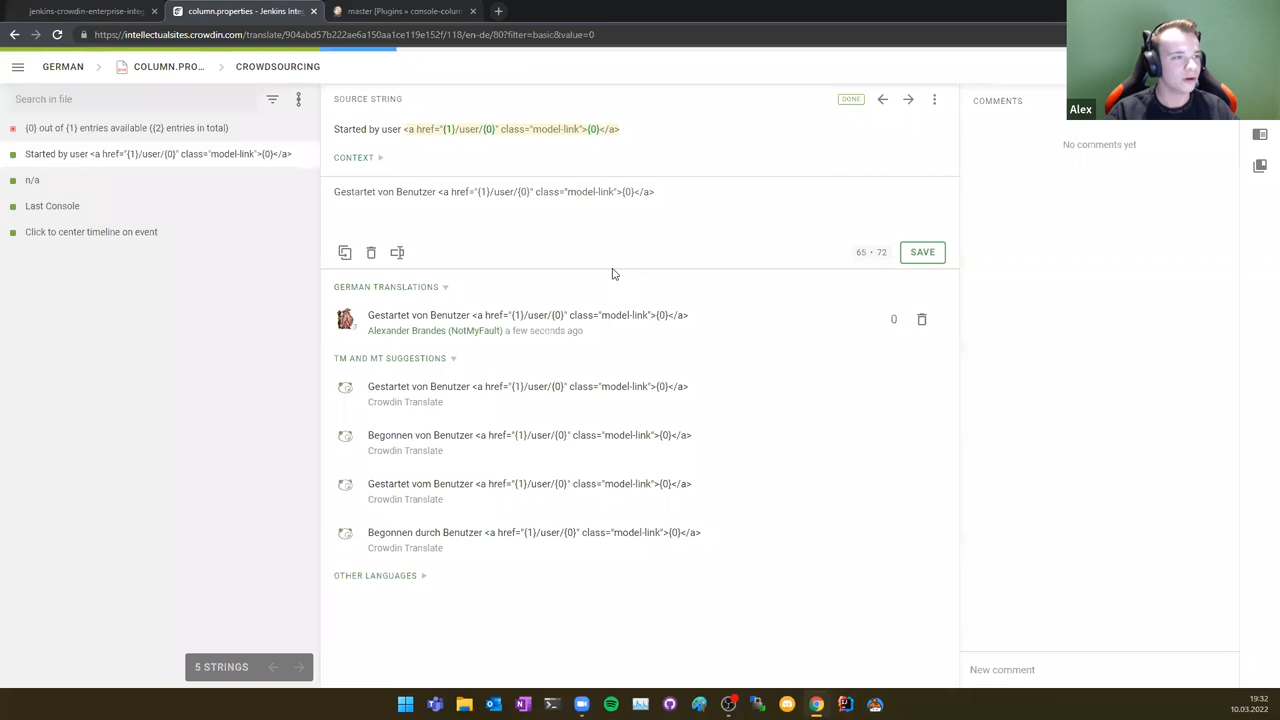 jenkins-crowdin-enterprise-integ
column.properties - Jenkins Integ
master [Plugins » console-colum
https://intellectualsites.crowdin.com/translate/904abd57b222ae6a150aa1ce119e152f/118/en-de/80?filter=basic&value=0
GERMAN
COLUMN.PRO...
CROWDSOURCING
Search in file
{0} out of {1} entries available ({2} entries in total)
Started by user <a href="{1}/user/{0}" class="model-link">{0}</a>
n/a
Last Console
Click to center timeline on event
5 STRINGS
SOURCE STRING
DONE
Started by user <a href="{1}/user/{0}" class="model-link">{0}</a>
CONTEXT
Gestartet von Benutzer <a href="{1}/user/{0}" class="model-link">{0}</a>
65 • 72
SAVE
GERMAN TRANSLATIONS
Gestartet von Benutzer <a href="{1}/user/{0}" class="model-link">{0}</a>
0
Alexander Brandes (NotMyFault) a few seconds ago
TM AND MT SUGGESTIONS
Gestartet von Benutzer <a href="{1}/user/{0}" class="model-link">{0}</a>
Crowdin Translate
Begonnen von Benutzer <a href="{1}/user/{0}" class="model-link">{0}</a>
Crowdin Translate
Gestartet vom Benutzer <a href="{1}/user/{0}" class="model-link">{0}</a>
Crowdin Translate
Begonnen durch Benutzer <a href="{1}/user/{0}" class="model-link">{0}</a>
Crowdin Translate
OTHER LANGUAGES
COMMENTS
No comments yet
New comment
Alex
19:32
10.03.2022